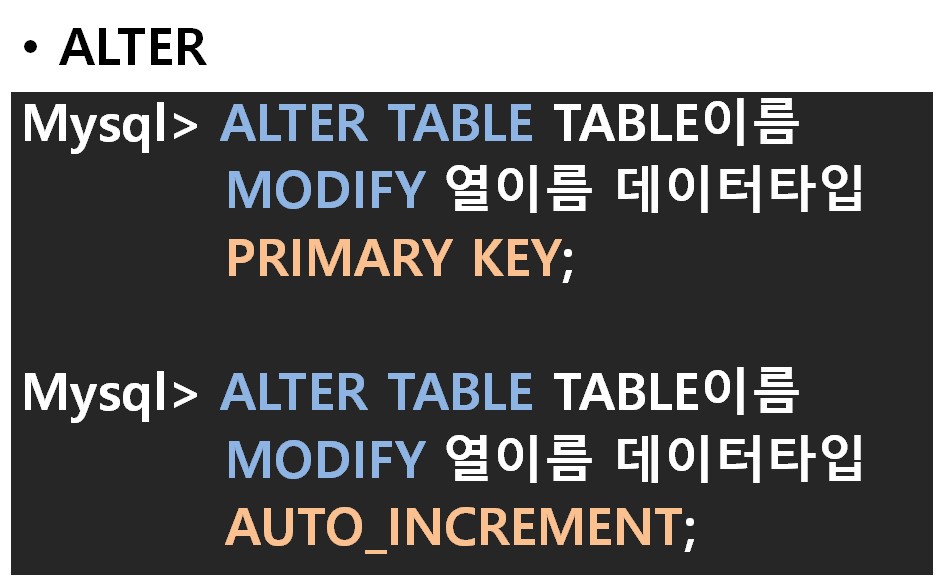 • ALTER
Mysql> ALTER TABLE TABLE이름
MODIFY 열이름 데이터타입
PRIMARY KEY;
Mysql> ALTER TABLE TABLE이름
MODIFY 열이름 데이터타입
AUTO_INCREMENT;